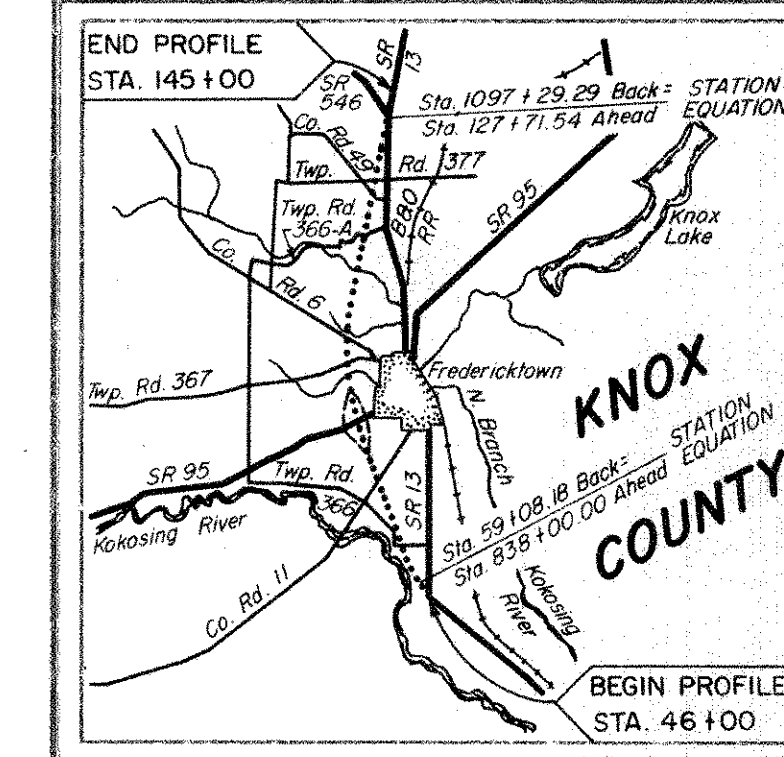 END PROFILE
STA. 145+00
SR 13
SR 546
Sta. 1097 + 29.29 Back = STATION
Sta. 127 + 71.54 Ahead EQUATION
Co. Rd. 49
Twp. Rd. 377
Twp. Rd.
366-A
B&O RR
SR 95
Knox
Lake
Co. Rd. 6
Fredericktown
Twp. Rd. 367
KNOX
COUNTY
N. Branch
SR 95
Twp. Rd.
366
SR 13
Sta. 59+08.18 Back = STATION
Sta. 838+00.00 Ahead EQUATION
Kokosing River
Co. Rd. 11
Kokosing
River
BEGIN PROFILE
STA. 46+00